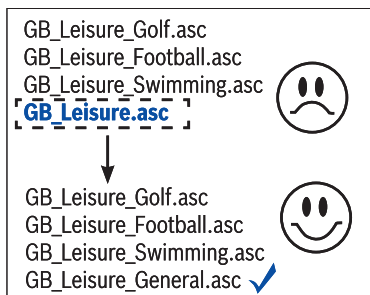 GB_Leisure_Golf.asc
GB_Leisure_Football.asc
GB_Leisure_Swimming.asc
GB_Leisure.asc
GB_Leisure_Golf.asc
GB_Leisure_Football.asc
GB_Leisure_Swimming.asc
GB_Leisure_General.asc